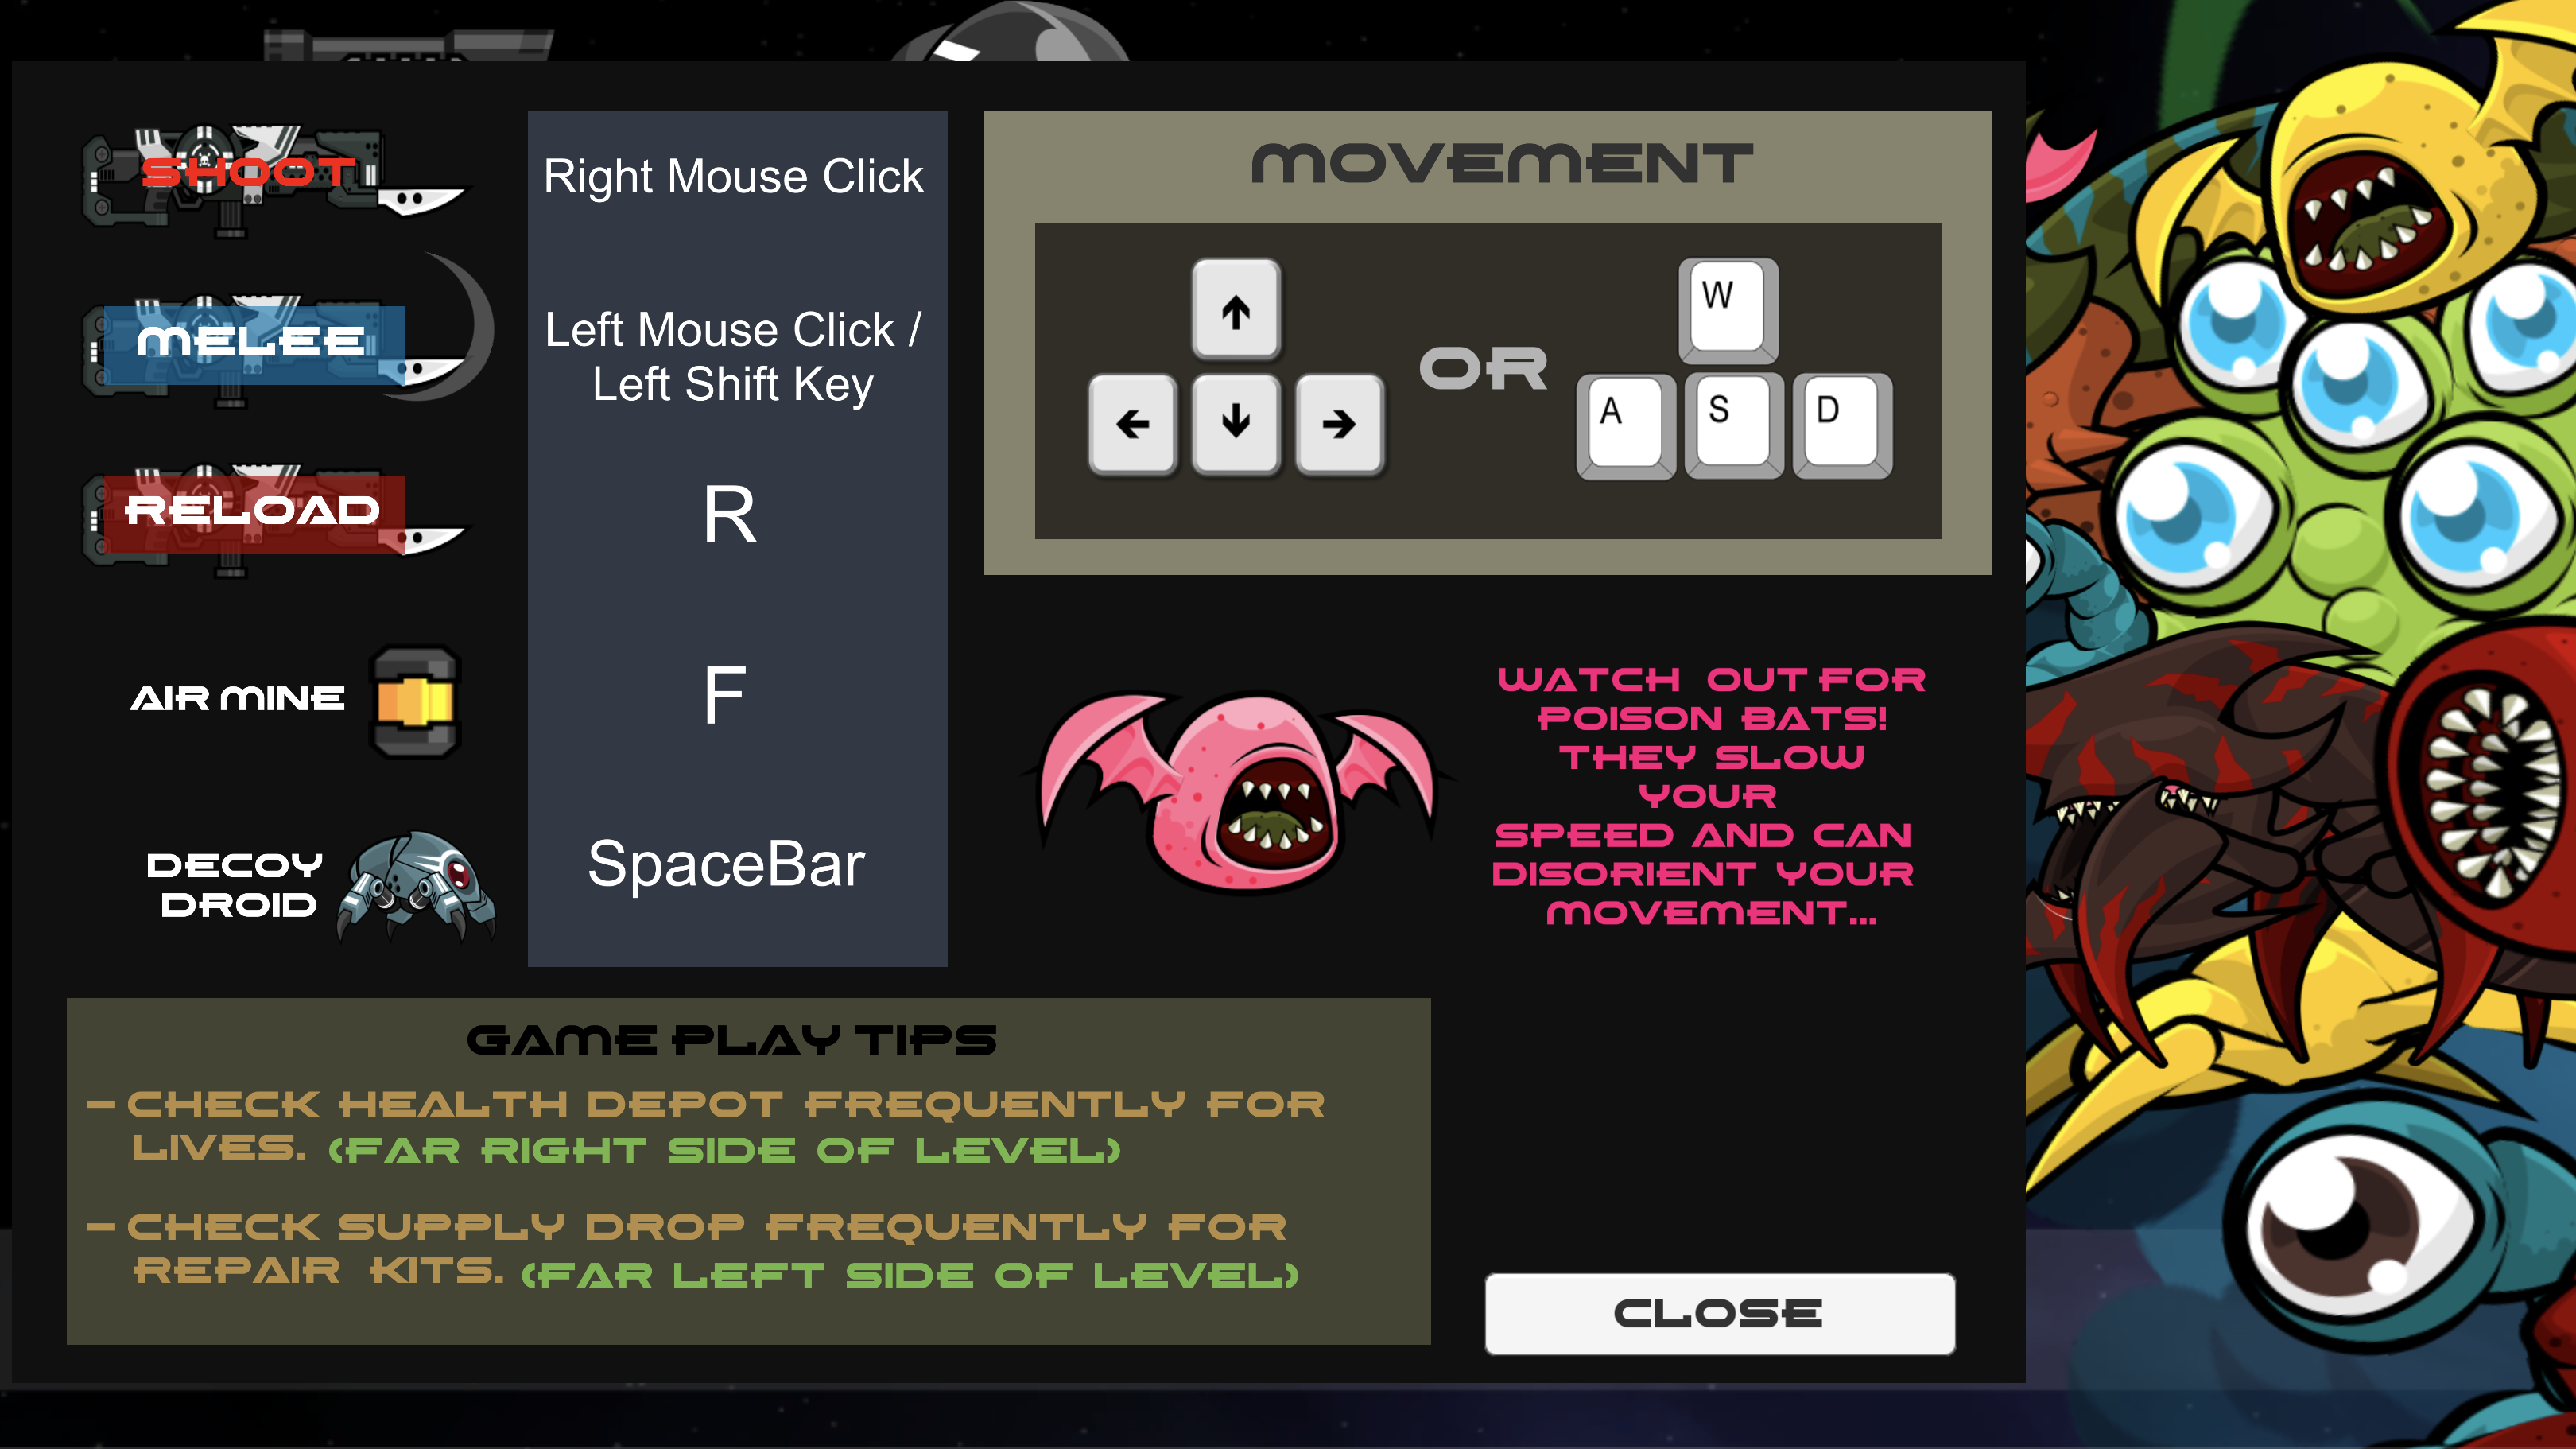 SHOOT
Right Mouse Click
MELEE
Left Mouse Click /
Left Shift Key
RELOAD
R
AIR MINE
F
DECOY
DROID
SpaceBar
MOVEMENT
OR
W
A
S
D
WATCH OUT FOR
POISON BATS!
THEY SLOW
YOUR
SPEED AND CAN
DISORIENT YOUR
MOVEMENT...
GAME PLAY TIPS
- CHECK HEALTH DEPOT FREQUENTLY FOR
LIVES. (FAR RIGHT SIDE OF LEVEL)
- CHECK SUPPLY DROP FREQUENTLY FOR
REPAIR KITS. (FAR LEFT SIDE OF LEVEL)
CLOSE